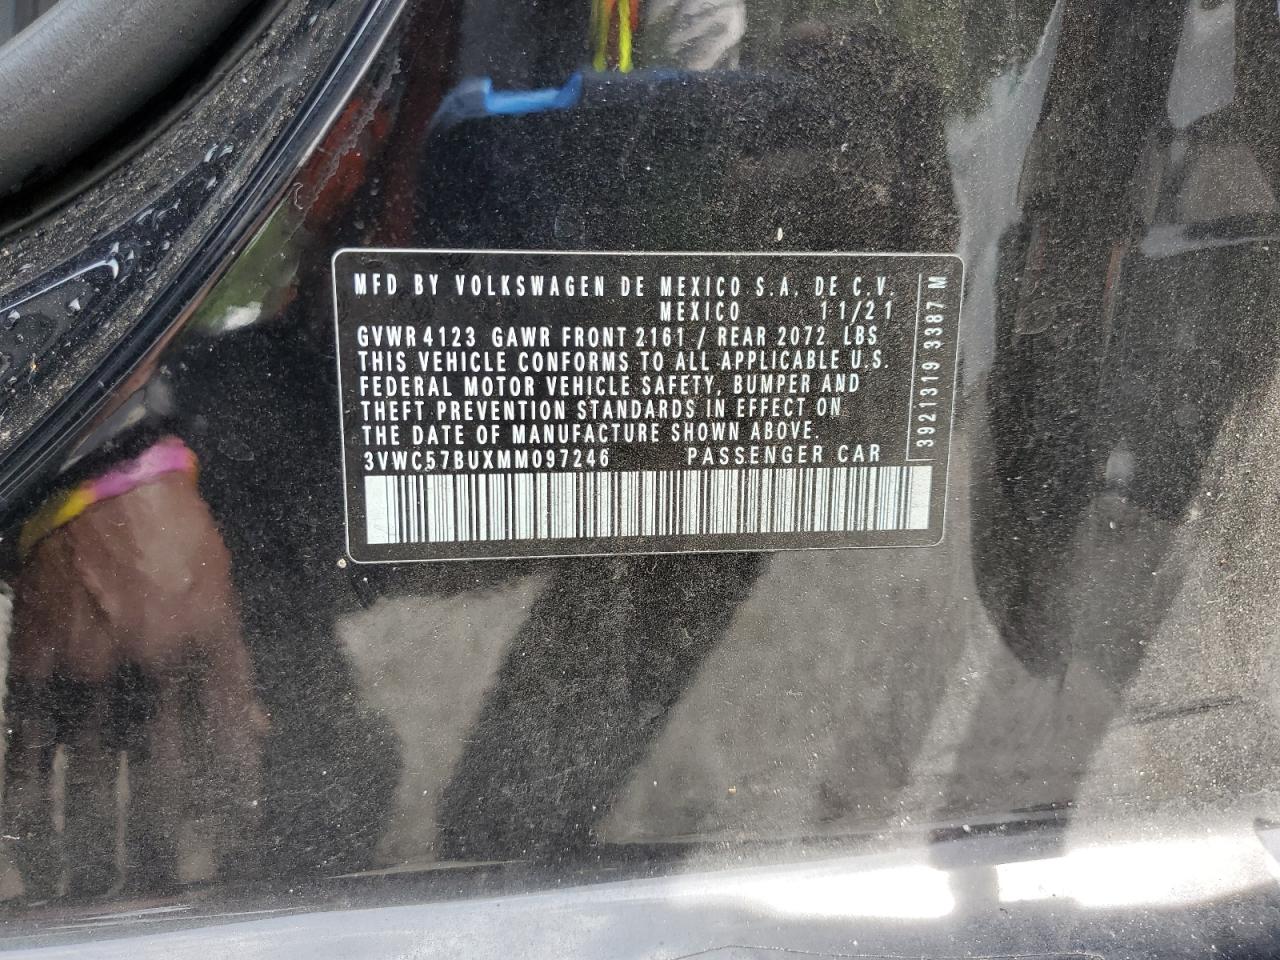 MFD BY VOLKSWAGEN DE MEXICO S.A. DE C.V.
MEXICO 11/21
GVWR 4123 GAWR FRONT 2161 / REAR 2072 LBS
THIS VEHICLE CONFORMS TO ALL APPLICABLE U.S.
FEDERAL MOTOR VEHICLE SAFETY, BUMPER AND
THEFT PREVENTION STANDARDS IN EFFECT ON
THE DATE OF MANUFACTURE SHOWN ABOVE.
3VWC57BUXMM097246 PASSENGER CAR
3921319 3387 M